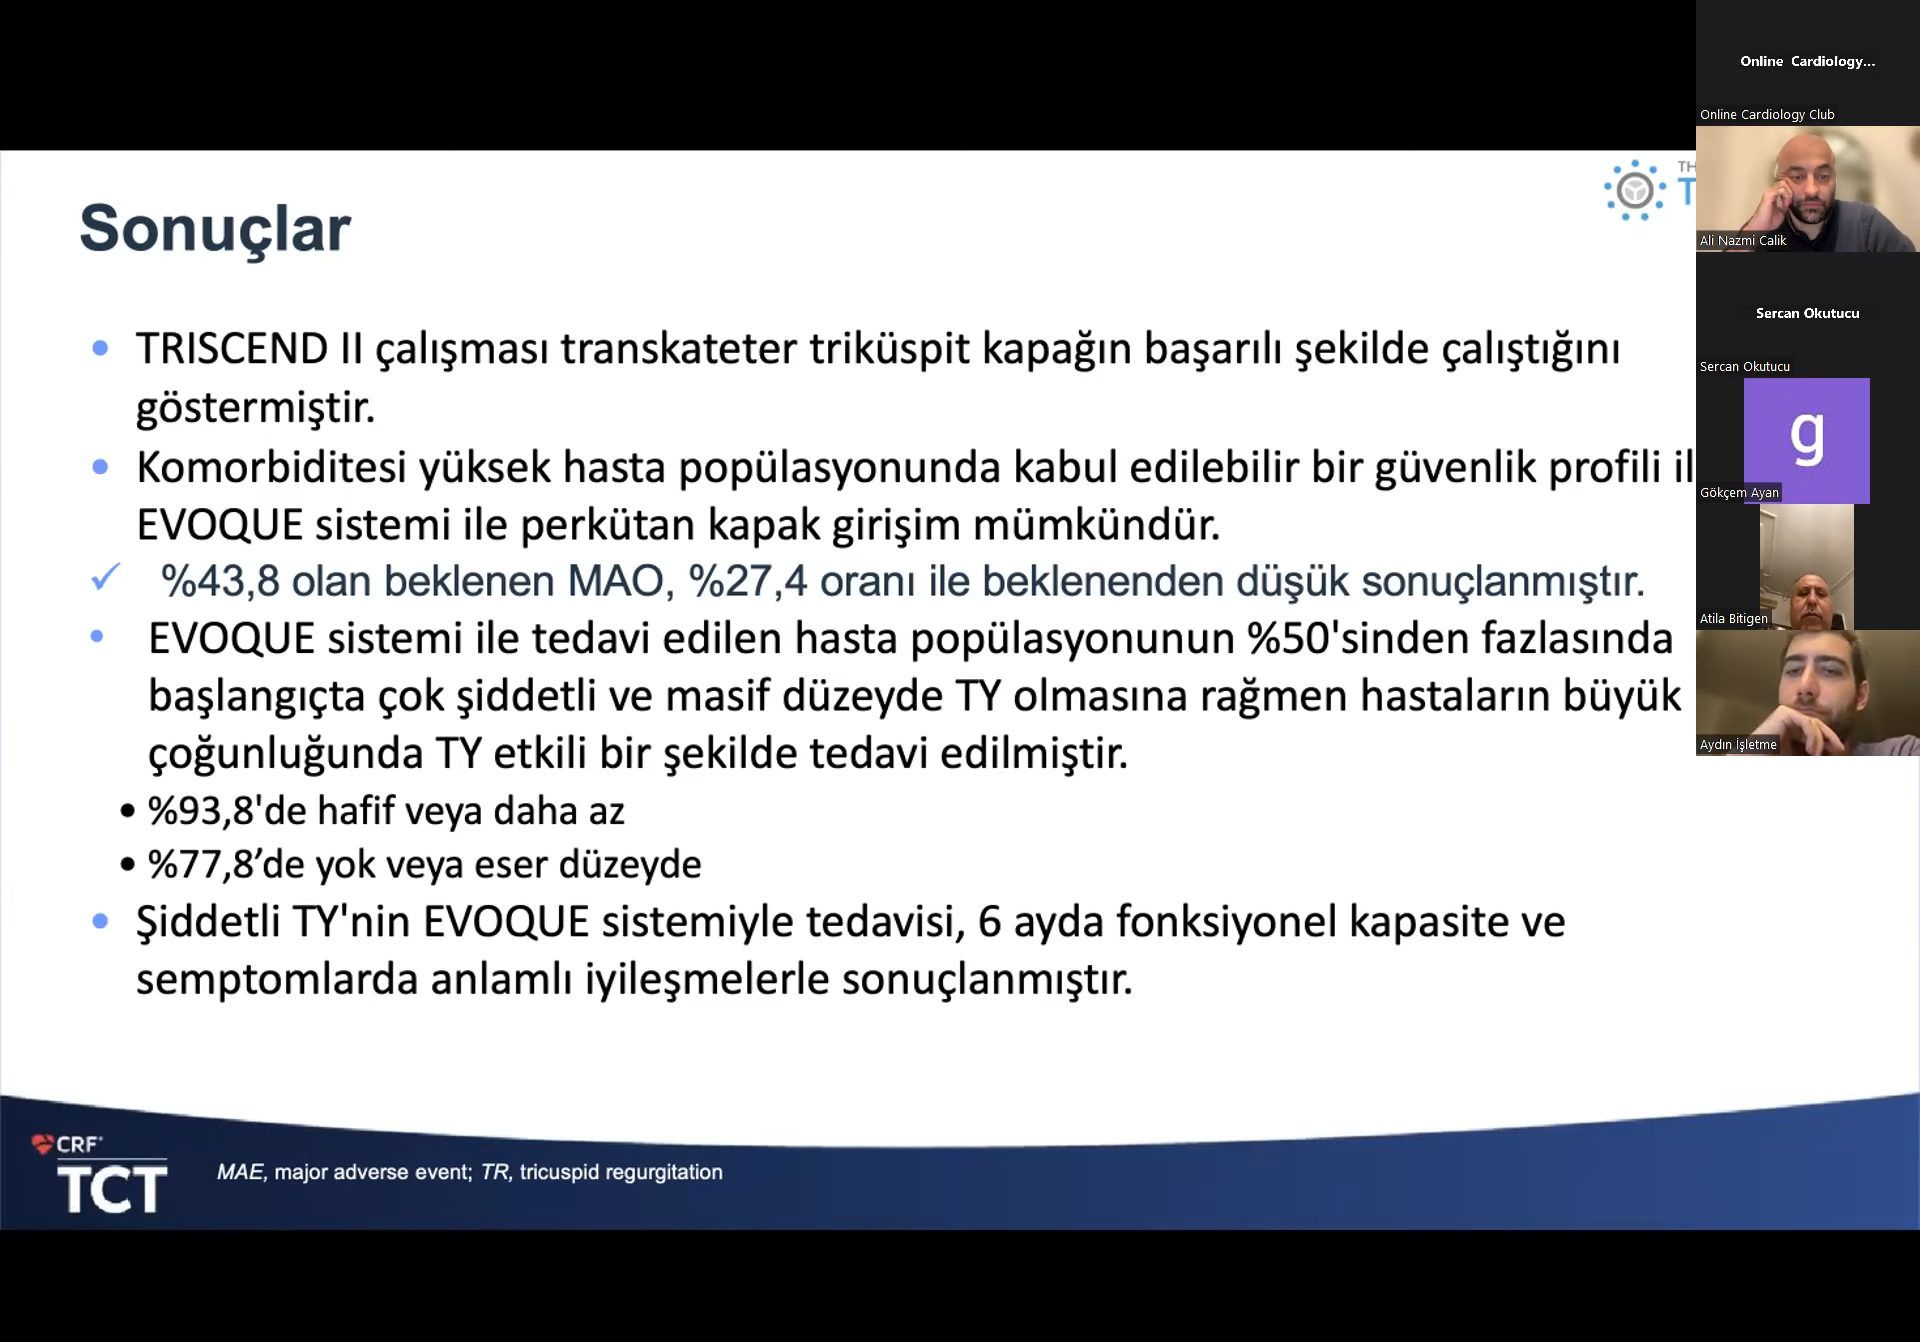 Sonuçlar
TH
T
• TRISCEND II çalışması transkateter triküspit kapağın başarılı şekilde çalıştığını
göstermiştir.
• Komorbiditesi yüksek hasta popülasyonunda kabul edilebilir bir güvenlik profili il
EVOQUE sistemi ile perkütan kapak girişim mümkündür.
✓ %43,8 olan beklenen MAO, %27,4 oranı ile beklenenden düşük sonuçlanmıştır.
• EVOQUE sistemi ile tedavi edilen hasta popülasyonunun %50'sinden fazlasında
başlangıçta çok şiddetli ve masif düzeyde TY olmasına rağmen hastaların büyük
çoğunluğunda TY etkili bir şekilde tedavi edilmiştir.
• %93,8'de hafif veya daha az
• %77,8’de yok veya eser düzeyde
• Şiddetli TY'nin EVOQUE sistemiyle tedavisi, 6 ayda fonksiyonel kapasite ve
semptomlarda anlamlı iyileşmelerle sonuçlanmıştır.
CRF
TCT
MAE, major adverse event; TR, tricuspid regurgitation
Online Cardiology...
Online Cardiology Club
Ali Nazmi Calik
Sercan Okutucu
Sercan Okutucu
g
Gökçem Ayan
Atila Bitigen
Aydın İşletme